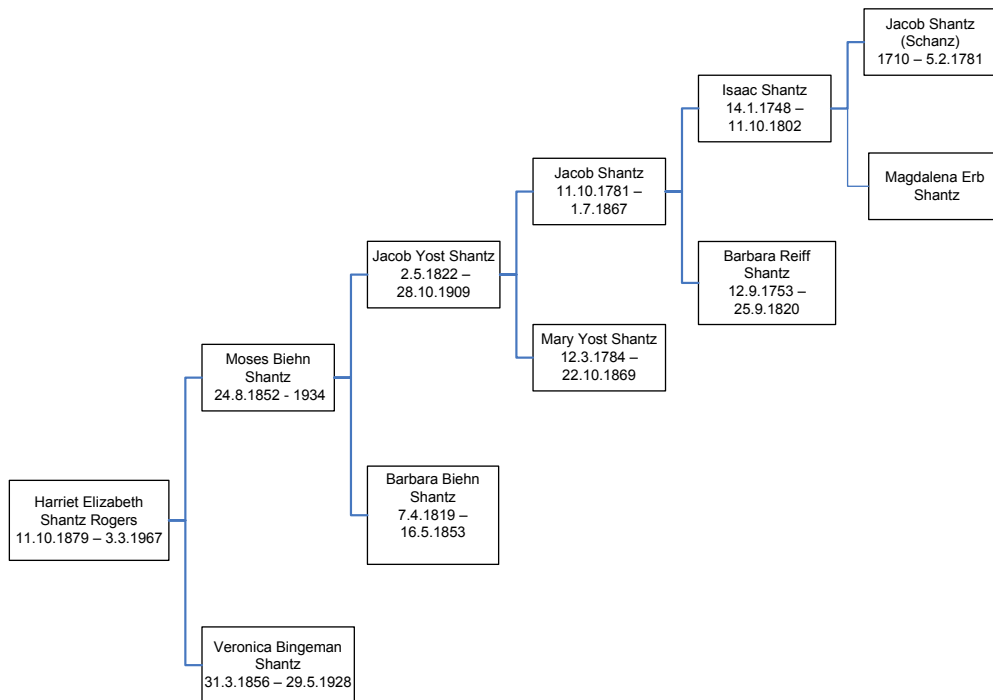 Jacob Shantz
(Schanz)
1710 – 5.2.1781
Isaac Shantz
14.1.1748 –
11.10.1802
Magdalena Erb
Shantz
Jacob Shantz
11.10.1781 –
1.7.1867
Barbara Reiff
Shantz
12.9.1753 –
25.9.1820
Jacob Yost Shantz
2.5.1822 –
28.10.1909
Mary Yost Shantz
12.3.1784 –
22.10.1869
Moses Biehn
Shantz
24.8.1852 - 1934
Barbara Biehn
Shantz
7.4.1819 –
16.5.1853
Harriet Elizabeth
Shantz Rogers
11.10.1879 – 3.3.1967
Veronica Bingeman
Shantz
31.3.1856 – 29.5.1928